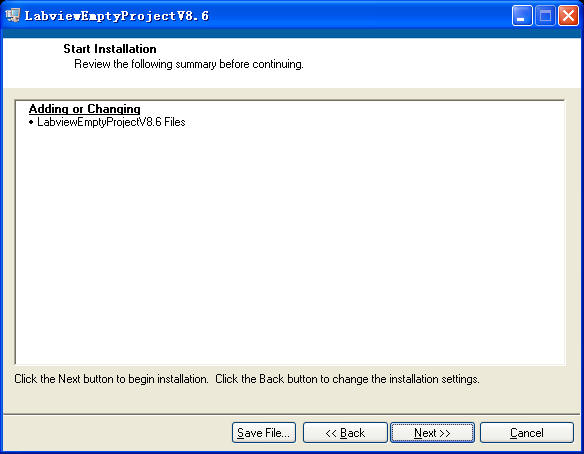 LabviewEmptyProjectV8.6
Start Installation
Review the following summary before continuing.
Adding or Changing
• LabviewEmptyProjectV8.6 Files
Click the Next button to begin installation.  Click the Back button to change the installation settings.
Save File...
<< Back
Next >>
Cancel